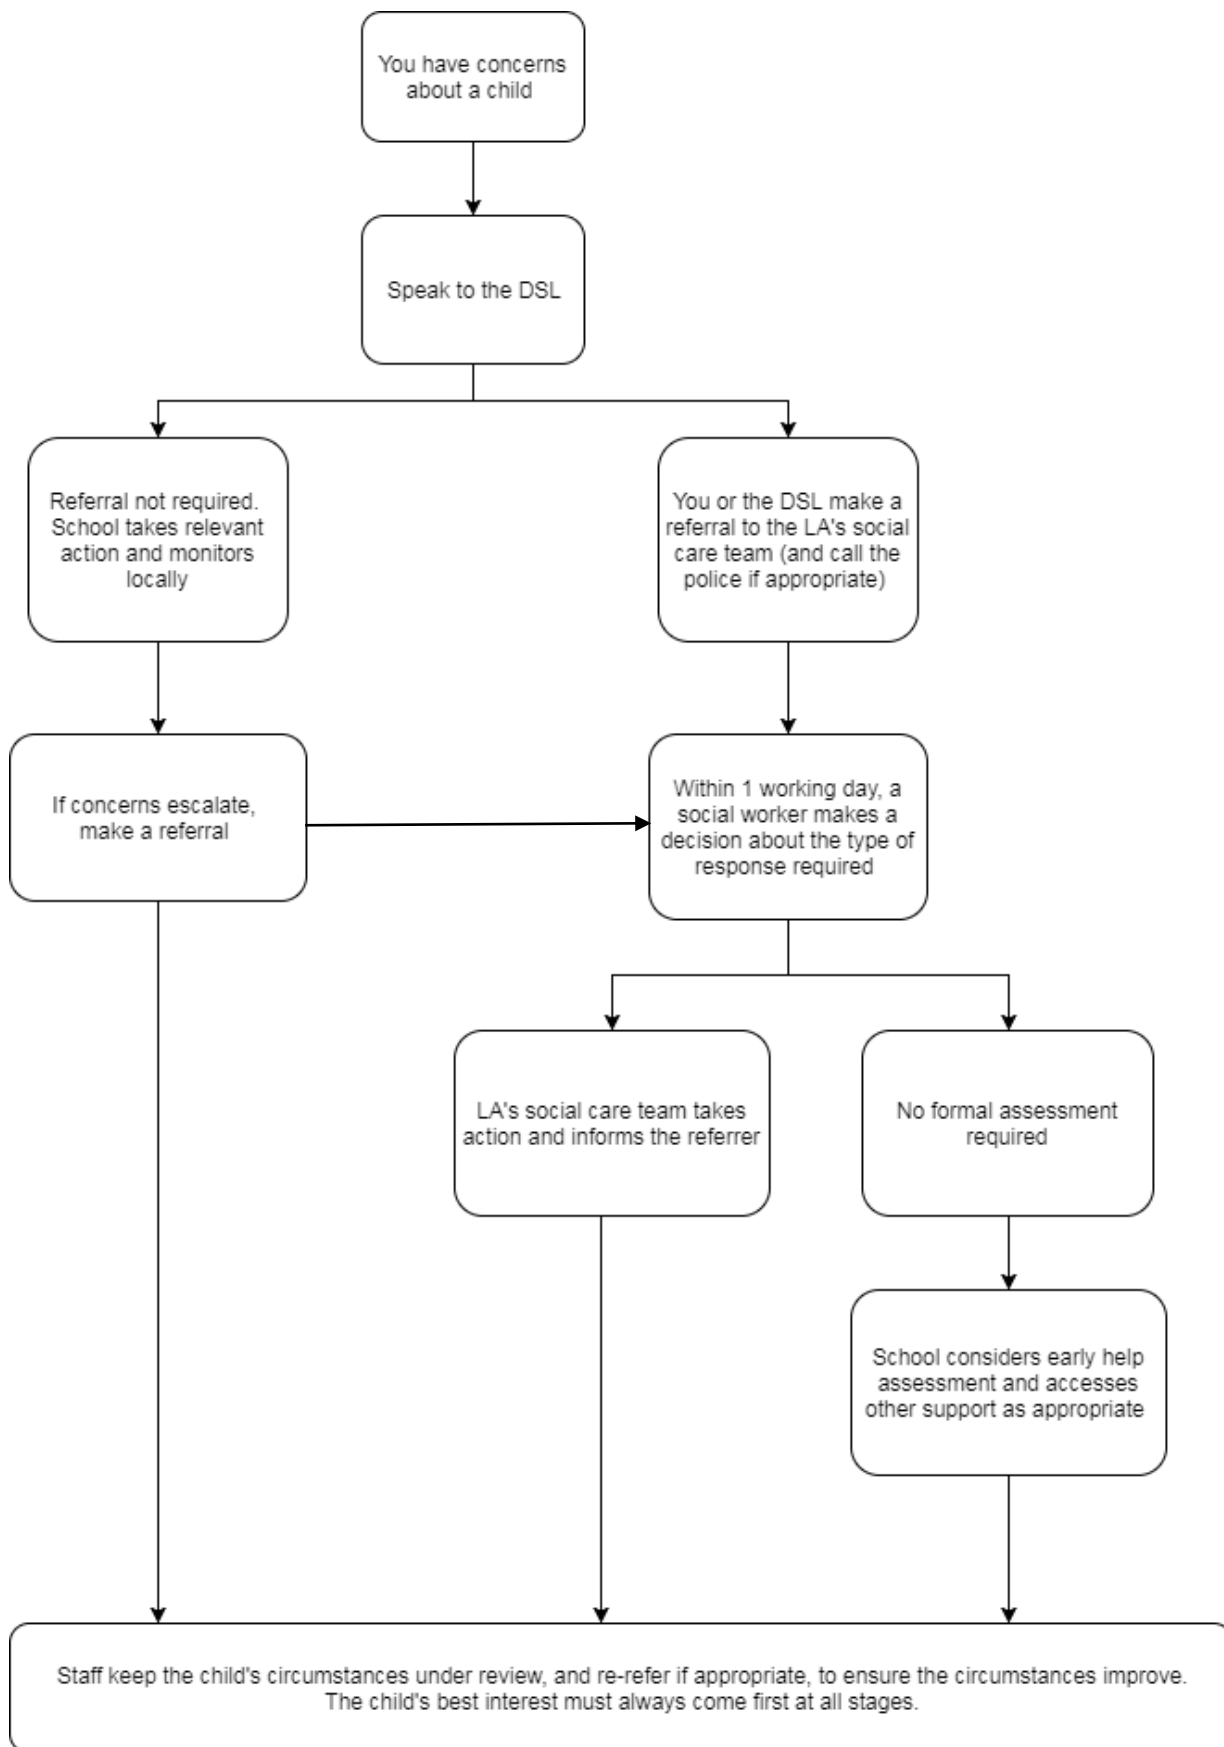 You have concerns
about a child
Speak to the DSL
Referral not required.
School takes relevant
action and monitors
locally
You or the DSL make a
referral to the LA's social
care team (and call the
police if appropriate)
If concerns escalate,
make a referral
Within 1 working day, a
social worker makes a
decision about the type of
response required
LA's social care team takes
action and informs the referrer
No formal assessment
required
School considers early help
assessment and accesses
other support as appropriate
Staff keep the child's circumstances under review, and re-refer if appropriate, to ensure the circumstances improve.
The child's best interest must always come first at all stages.